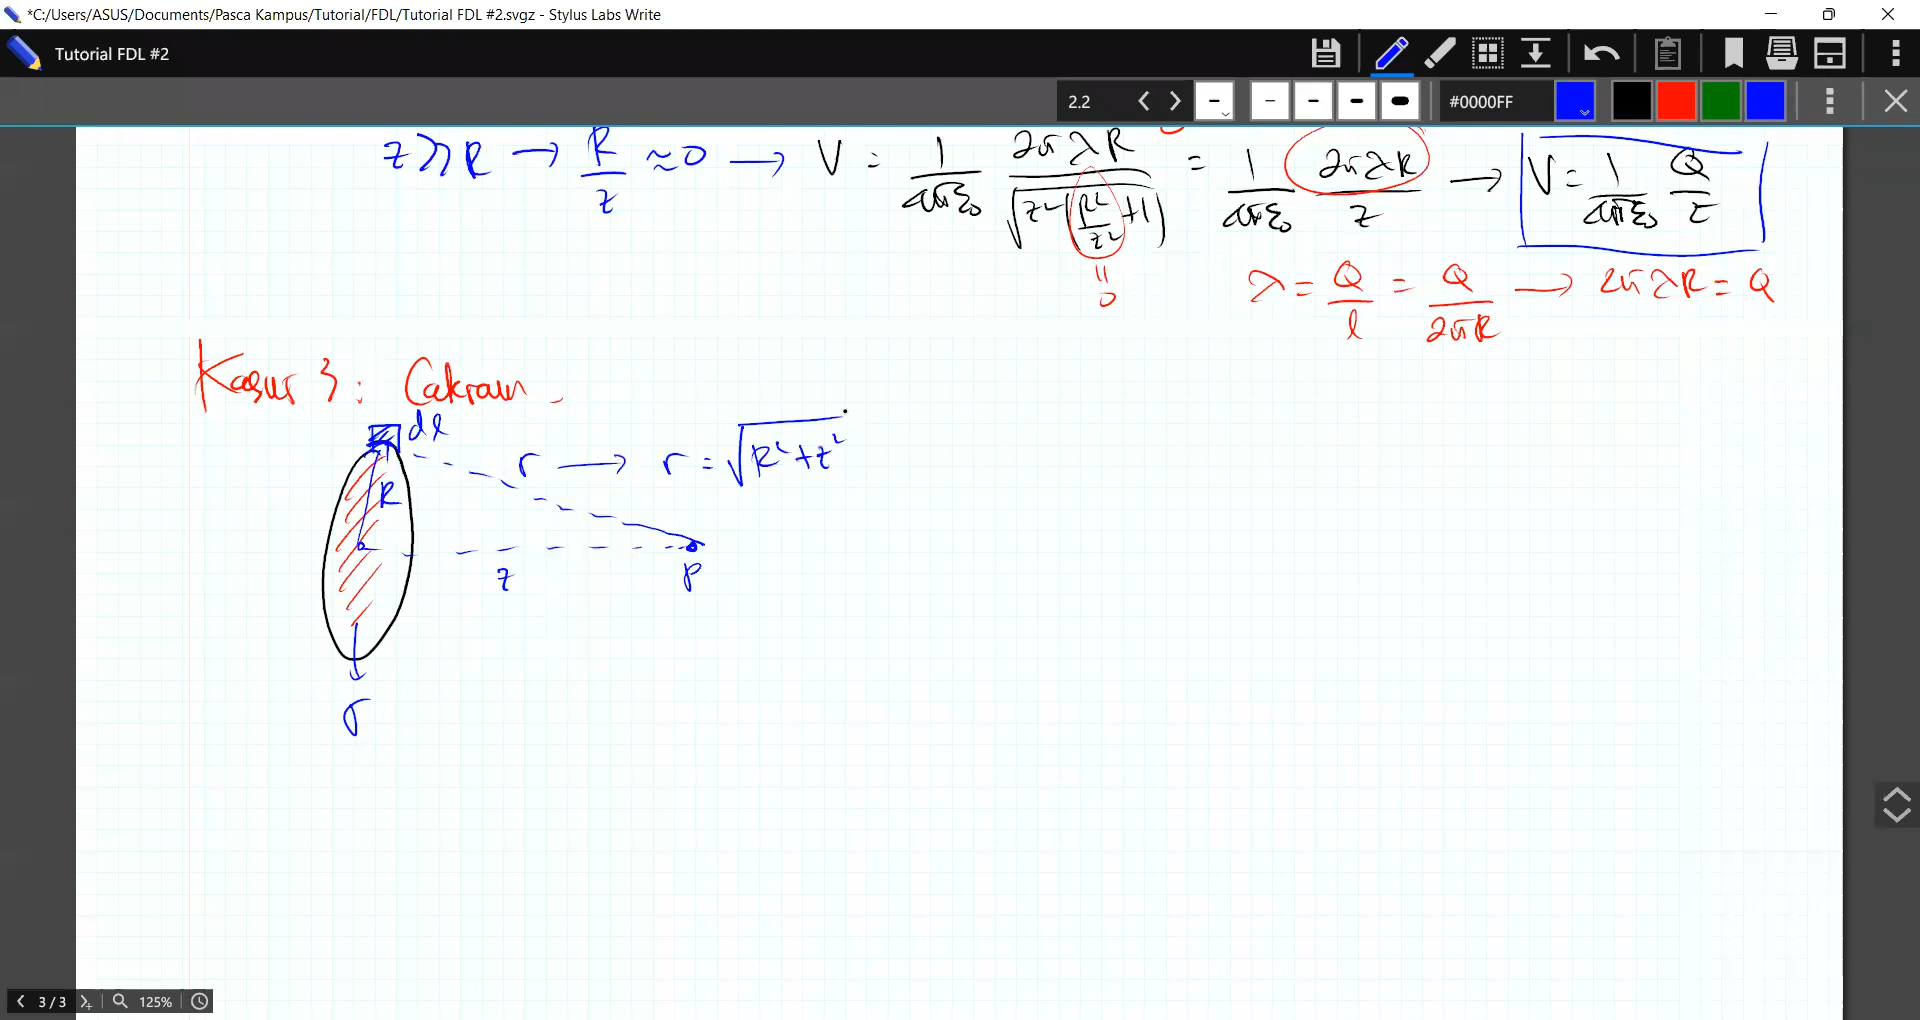 *C:/Users/ASUS/Documents/Pasca Kampus/Tutorial/FDL/Tutorial FDL #2.svgz - Stylus Labs Write
Tutorial FDL #2
2.2
#0000FF
z >> R → R/z ≈ 0 → V = 1/(4πε₀) 2πλR/√(z²(R²/z² + 1)) = 1/(4πε₀) 2πλR/z → V = 1/(4πε₀) Q/z
" 0
λ = Q/l = Q/(2πR) → 2πλR = Q
Kasus 3 : Cakram
dl
r → r = √(R² + z²)
R
z
P
σ
3 / 3
125%